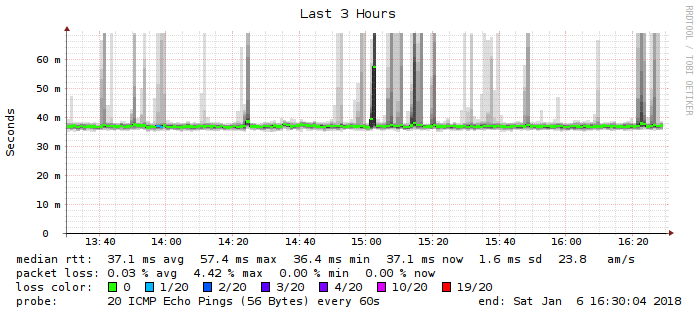 Last 3 Hours
RRDTOOL / TOBI OETIKER
Seconds
60 m
50 m
40 m
30 m
20 m
10 m
0
13:40 14:00 14:20 14:40 15:00 15:20 15:40 16:00 16:20
median rtt: 37.1 ms avg 57.4 ms max 36.4 ms min 37.1 ms now 1.6 ms sd 23.8 am/s
packet loss: 0.03 % avg 4.42 % max 0.00 % min 0.00 % now
loss color: 0 1/20 2/20 3/20 4/20 10/20 19/20
probe: 20 ICMP Echo Pings (56 Bytes) every 60s end: Sat Jan 6 16:30:04 2018